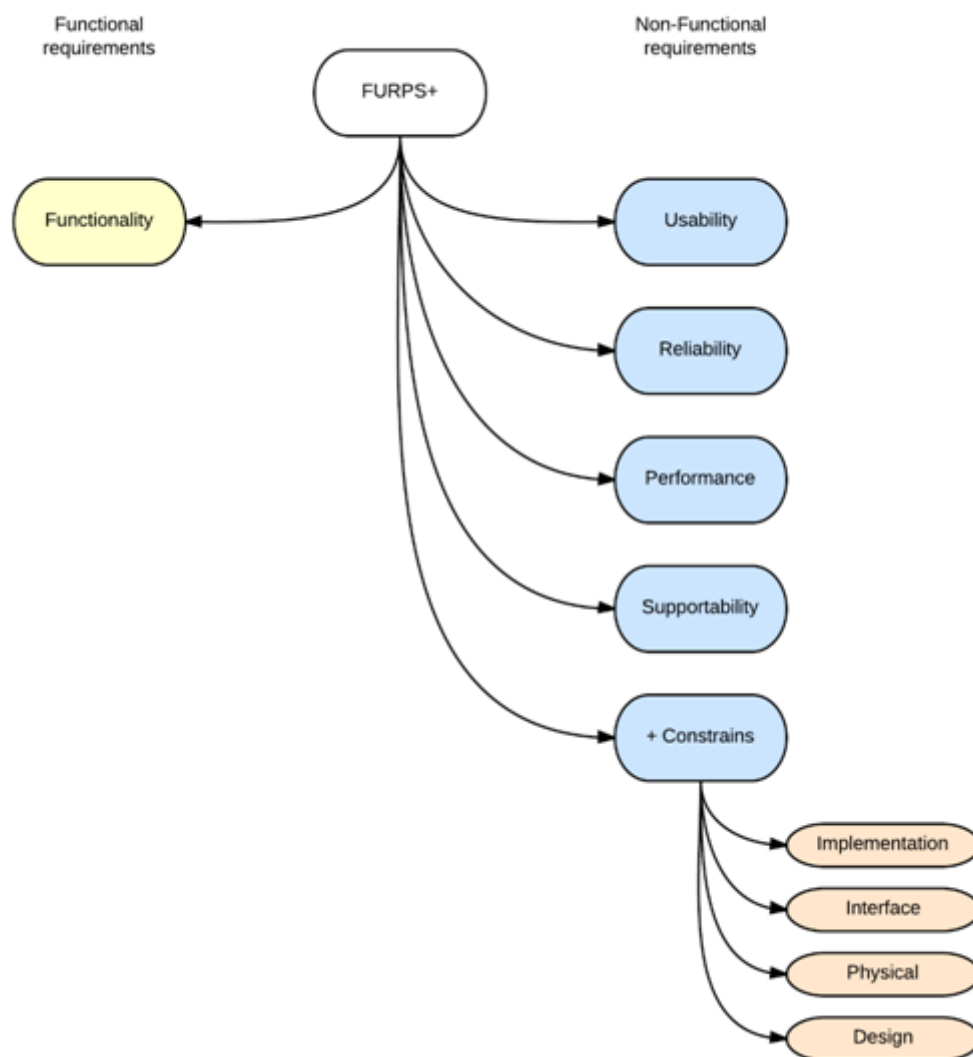 Functional
requirements
Non-Functional
requirements
FURPS+
Functionality
Usability
Reliability
Performance
Supportability
+ Constrains
Implementation
Interface
Physical
Design